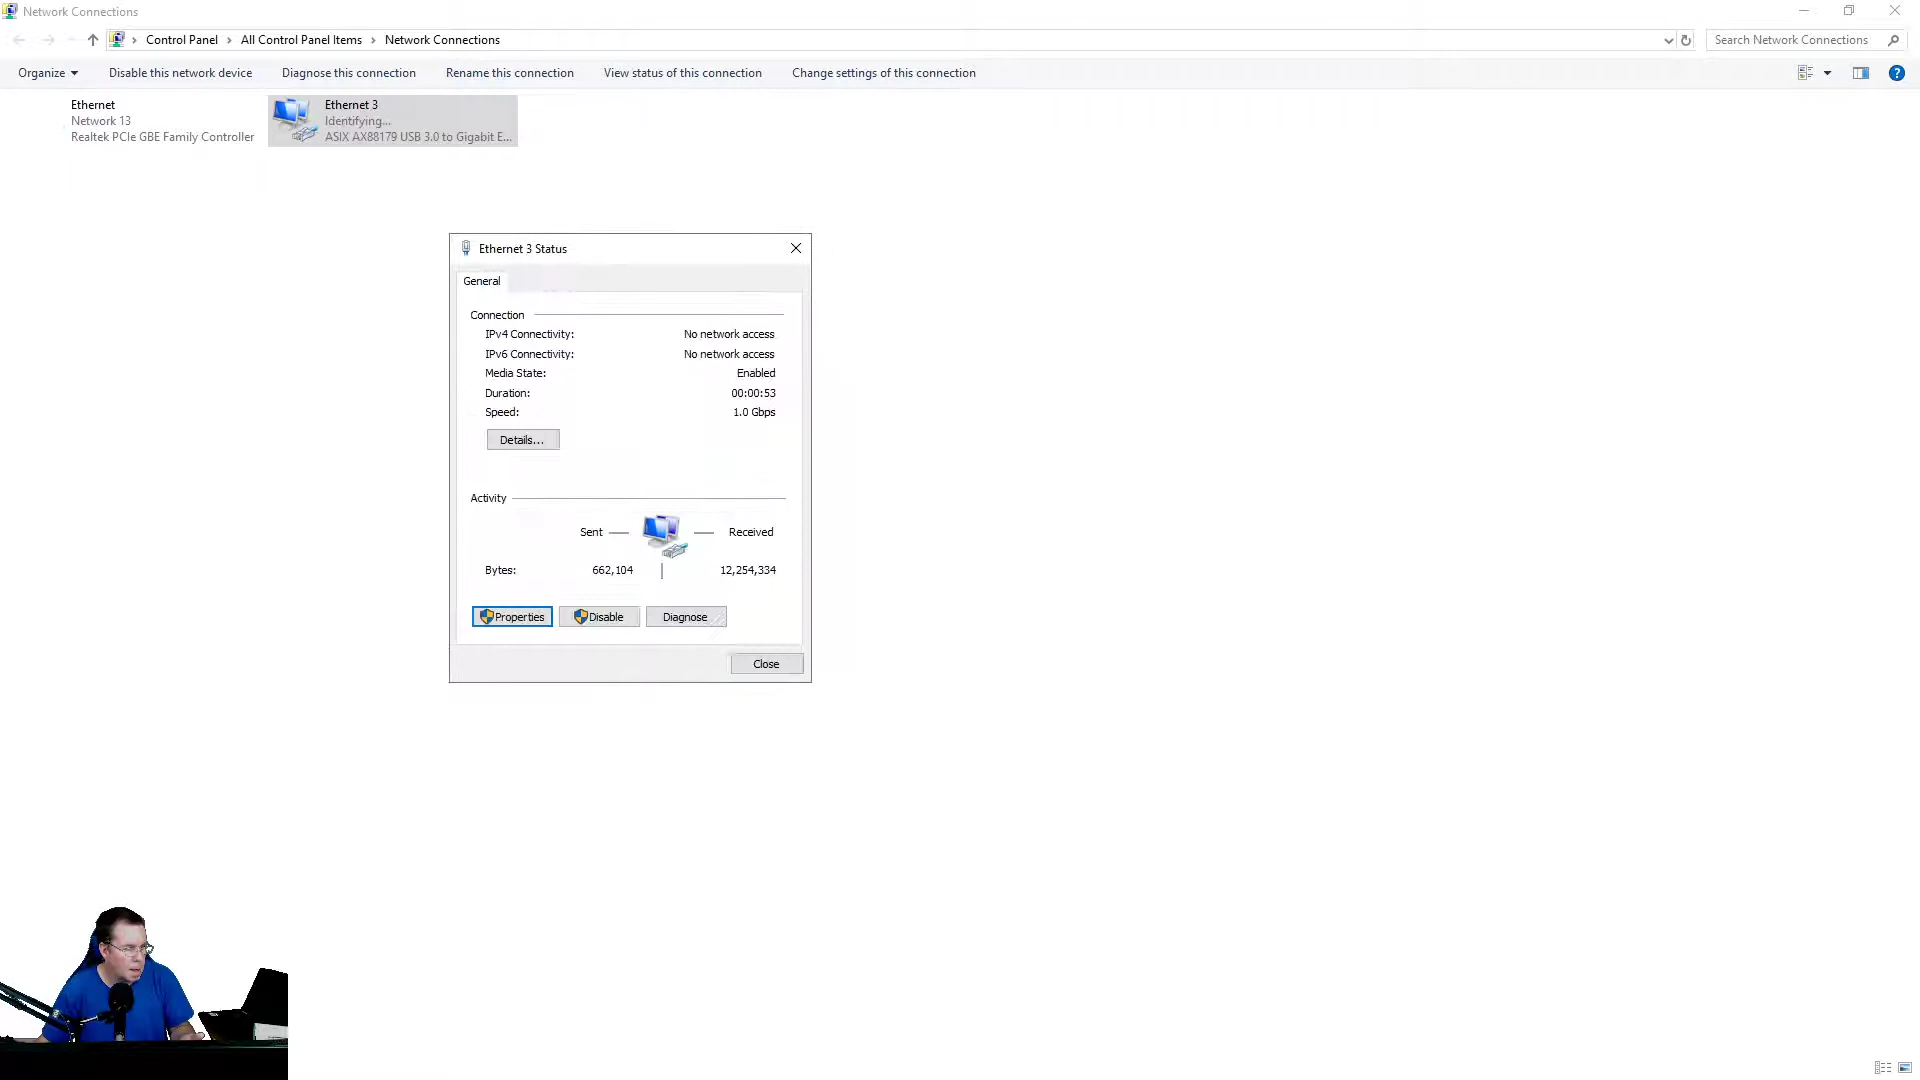 Network Connections
Control Panel > All Control Panel Items > Network Connections
Search Network Connections
Organize
Disable this network device
Diagnose this connection
Rename this connection
View status of this connection
Change settings of this connection
Ethernet
Network 13
Realtek PCIe GBE Family Controller
Ethernet 3
Identifying...
ASIX AX88179 USB 3.0 to Gigabit E...
Ethernet 3 Status
General
Connection
IPv4 Connectivity: No network access
IPv6 Connectivity: No network access
Media State: Enabled
Duration: 00:00:53
Speed: 1.0 Gbps
Details...
Activity
Sent — — Received
Bytes: 662,104 | 12,254,334
Properties
Disable
Diagnose
Close